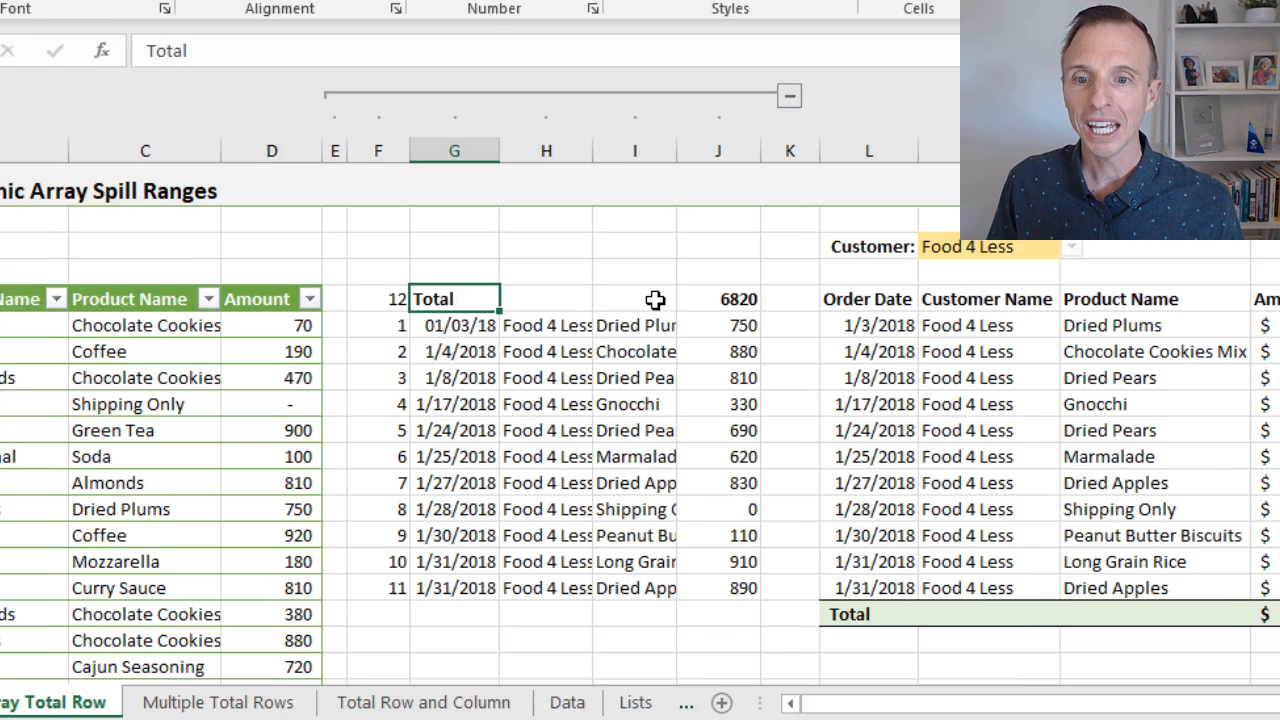 Font Alignment Number Styles Cells
fx Total
C D E F G H I J K L
nic Array Spill Ranges
Customer: Food 4 Less
Name Product Name Amount 12 Total 6820 Order Date Customer Name Product Name Am
Chocolate Cookies 70 1 01/03/18 Food 4 Less Dried Plur 750 1/3/2018 Food 4 Less Dried Plums $
Coffee 190 2 1/4/2018 Food 4 Less Chocolate 880 1/4/2018 Food 4 Less Chocolate Cookies Mix $
ds Chocolate Cookies 470 3 1/8/2018 Food 4 Less Dried Pea 810 1/8/2018 Food 4 Less Dried Pears $
Shipping Only - 4 1/17/2018 Food 4 Less Gnocchi 330 1/17/2018 Food 4 Less Gnocchi $
Green Tea 900 5 1/24/2018 Food 4 Less Dried Pea 690 1/24/2018 Food 4 Less Dried Pears $
nal Soda 100 6 1/25/2018 Food 4 Less Marmalad 620 1/25/2018 Food 4 Less Marmalade $
Almonds 810 7 1/27/2018 Food 4 Less Dried App 830 1/27/2018 Food 4 Less Dried Apples $
s Dried Plums 750 8 1/28/2018 Food 4 Less Shipping C 0 1/28/2018 Food 4 Less Shipping Only $
Coffee 920 9 1/30/2018 Food 4 Less Peanut Bu 110 1/30/2018 Food 4 Less Peanut Butter Biscuits $
Mozzarella 180 10 1/31/2018 Food 4 Less Long Grair 910 1/31/2018 Food 4 Less Long Grain Rice $
Curry Sauce 810 11 1/31/2018 Food 4 Less Dried App 890 1/31/2018 Food 4 Less Dried Apples $
ds Chocolate Cookies 380 Total $
s Chocolate Cookies 880
Cajun Seasoning 720
ray Total Row Multiple Total Rows Total Row and Column Data Lists ...